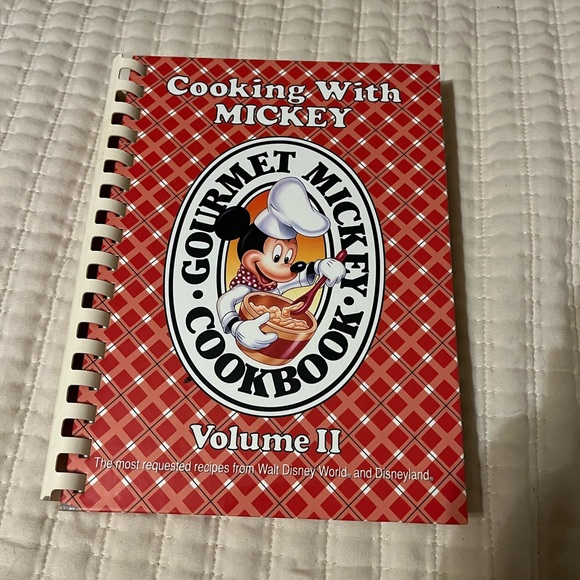 Cooking With
MICKEY
GOURMET MICKEY
COOKBOOK
Volume II
The most requested recipes from Walt Disney World® and Disneyland®